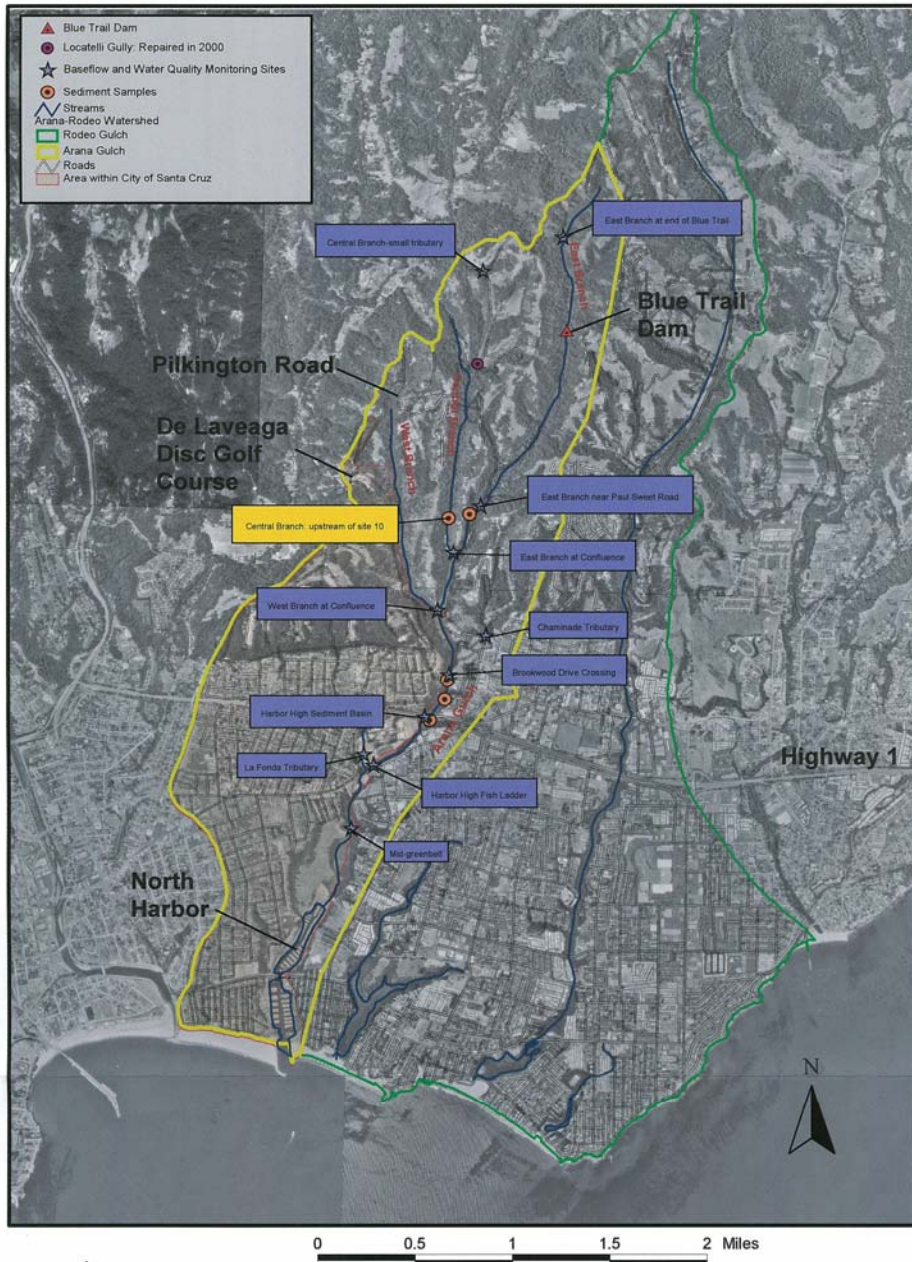 Blue Trail Dam
Locatelli Gully: Repaired in 2000
Baseflow and Water Quality Monitoring Sites
Sediment Samples
Streams
Arana-Rodeo Watershed
Rodeo Gulch
Arana Gulch
Roads
Area within City of Santa Cruz
East Branch at end of Blue Trail
Central Branch-small tributary
East Branch
Blue Trail
Dam
Pilkington Road
Central Branch
West Branch
De Laveaga
Disc Golf
Course
East Branch near Paul Sweet Road
Central Branch: upstream of site 10
East Branch at Confluence
West Branch at Confluence
Chaminade Tributary
Brookwood Drive Crossing
Arana Gulch
Harbor High Sediment Basin
Highway 1
La Fonda Tributary
Harbor High Fish Ladder
Mid-greenbelt
North
Harbor
N
0 0.5 1 1.5 2 Miles